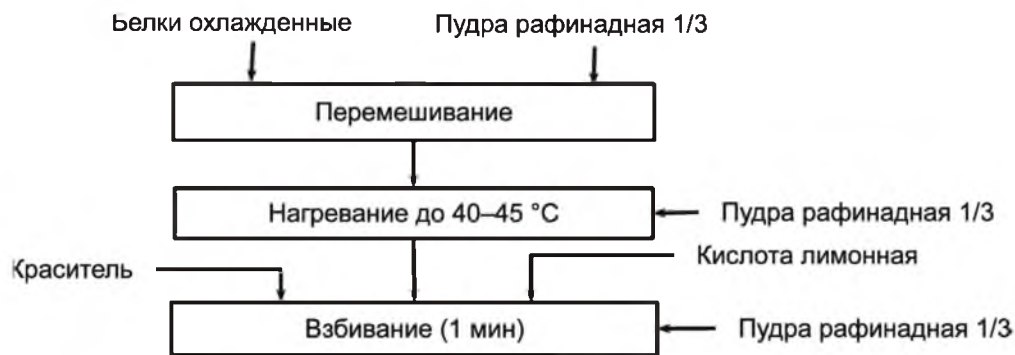 Белки охлажденные Пудра рафинадная 1/3
Перемешивание
Нагревание до 40–45 °С
Пудра рафинадная 1/3
Краситель
Кислота лимонная
Взбивание (1 мин)
Пудра рафинадная 1/3